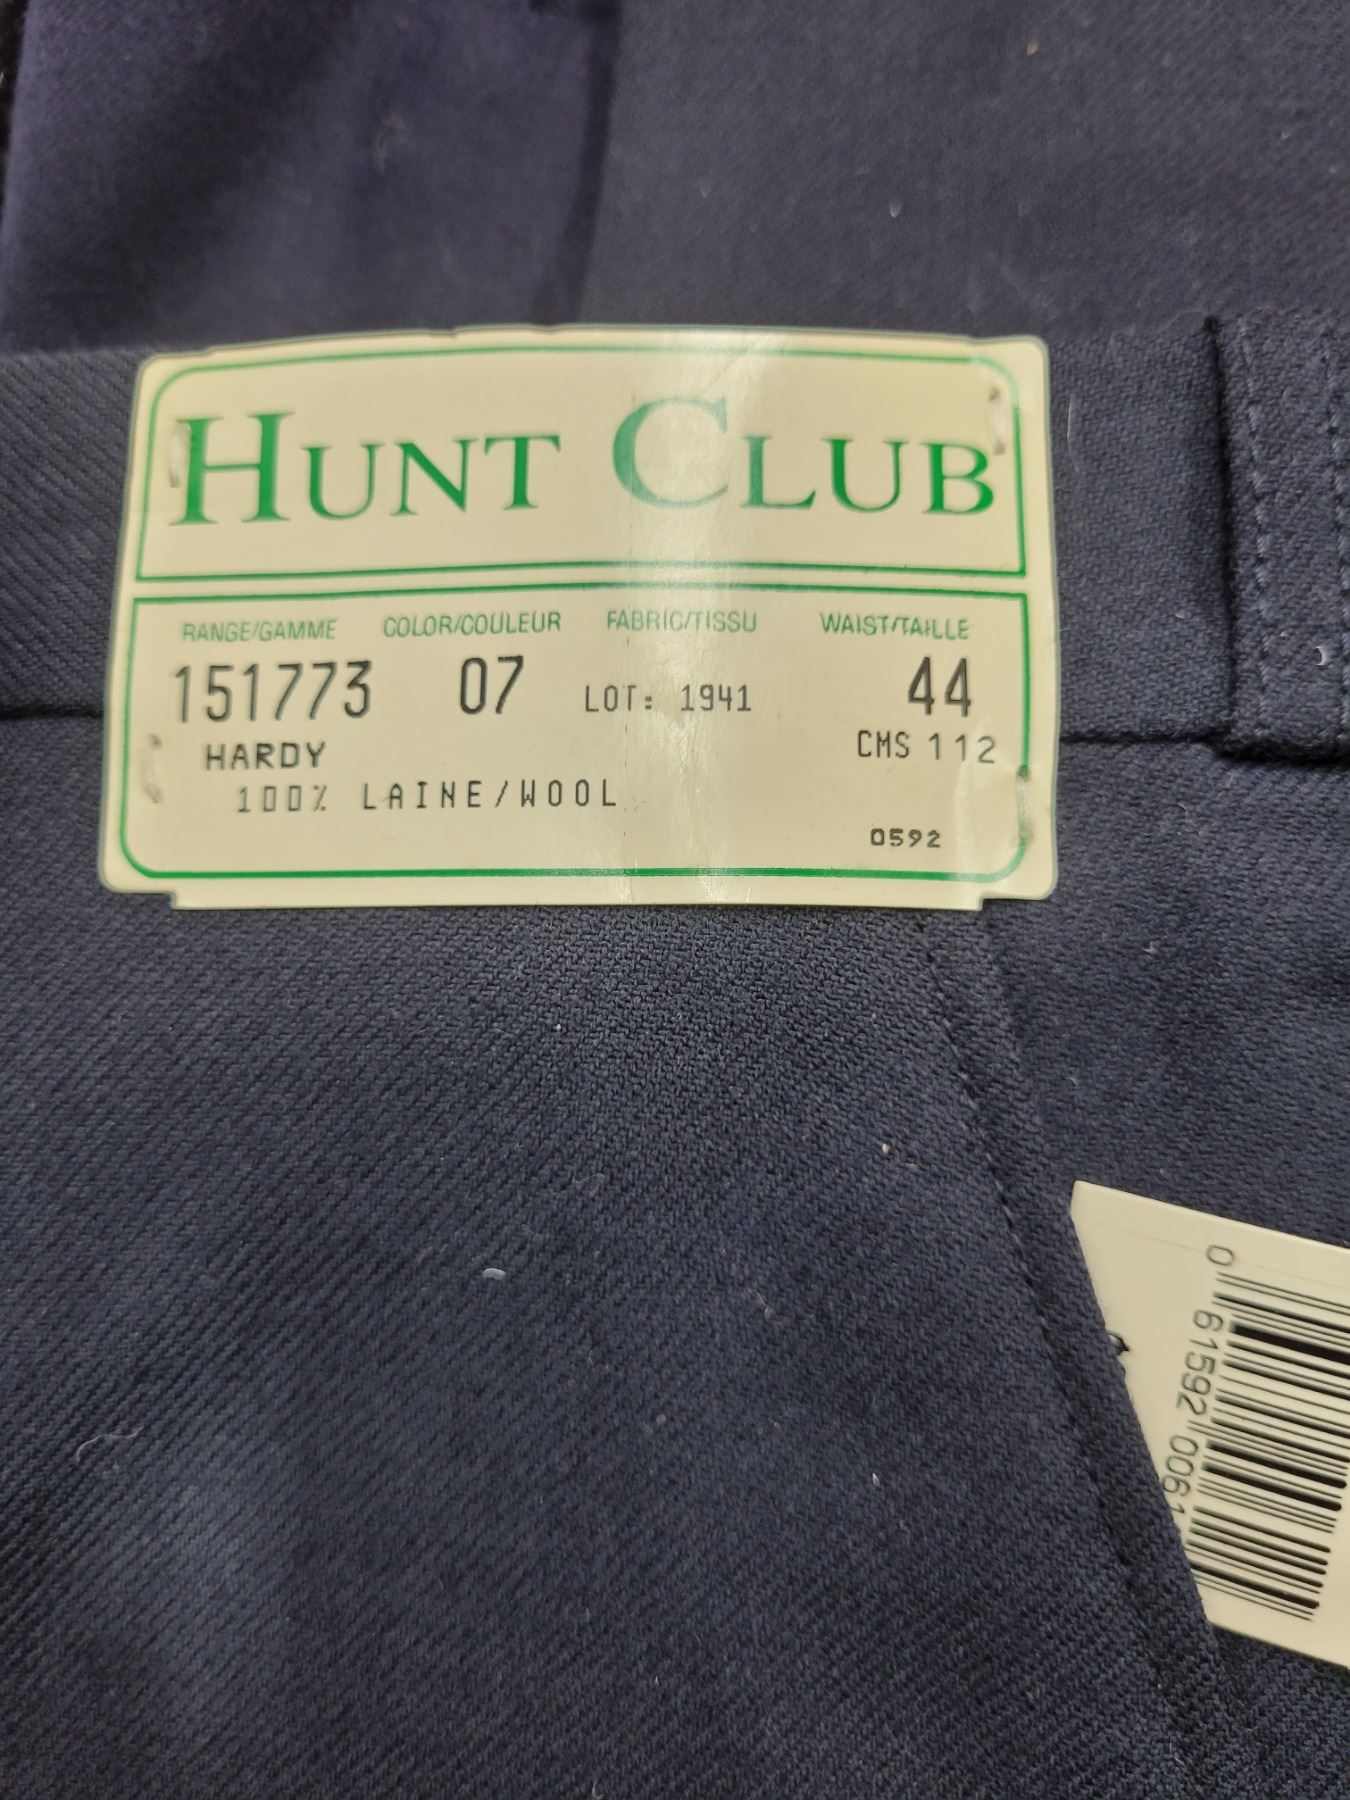 HUNT CLUB
RANGE/GAMME COLOR/COULEUR FABRIC/TISSU WAIST/TAILLE
151773 07 LOT: 1941 44
HARDY CMS 112
100% LAINE/WOOL
0592
0 61592 0061